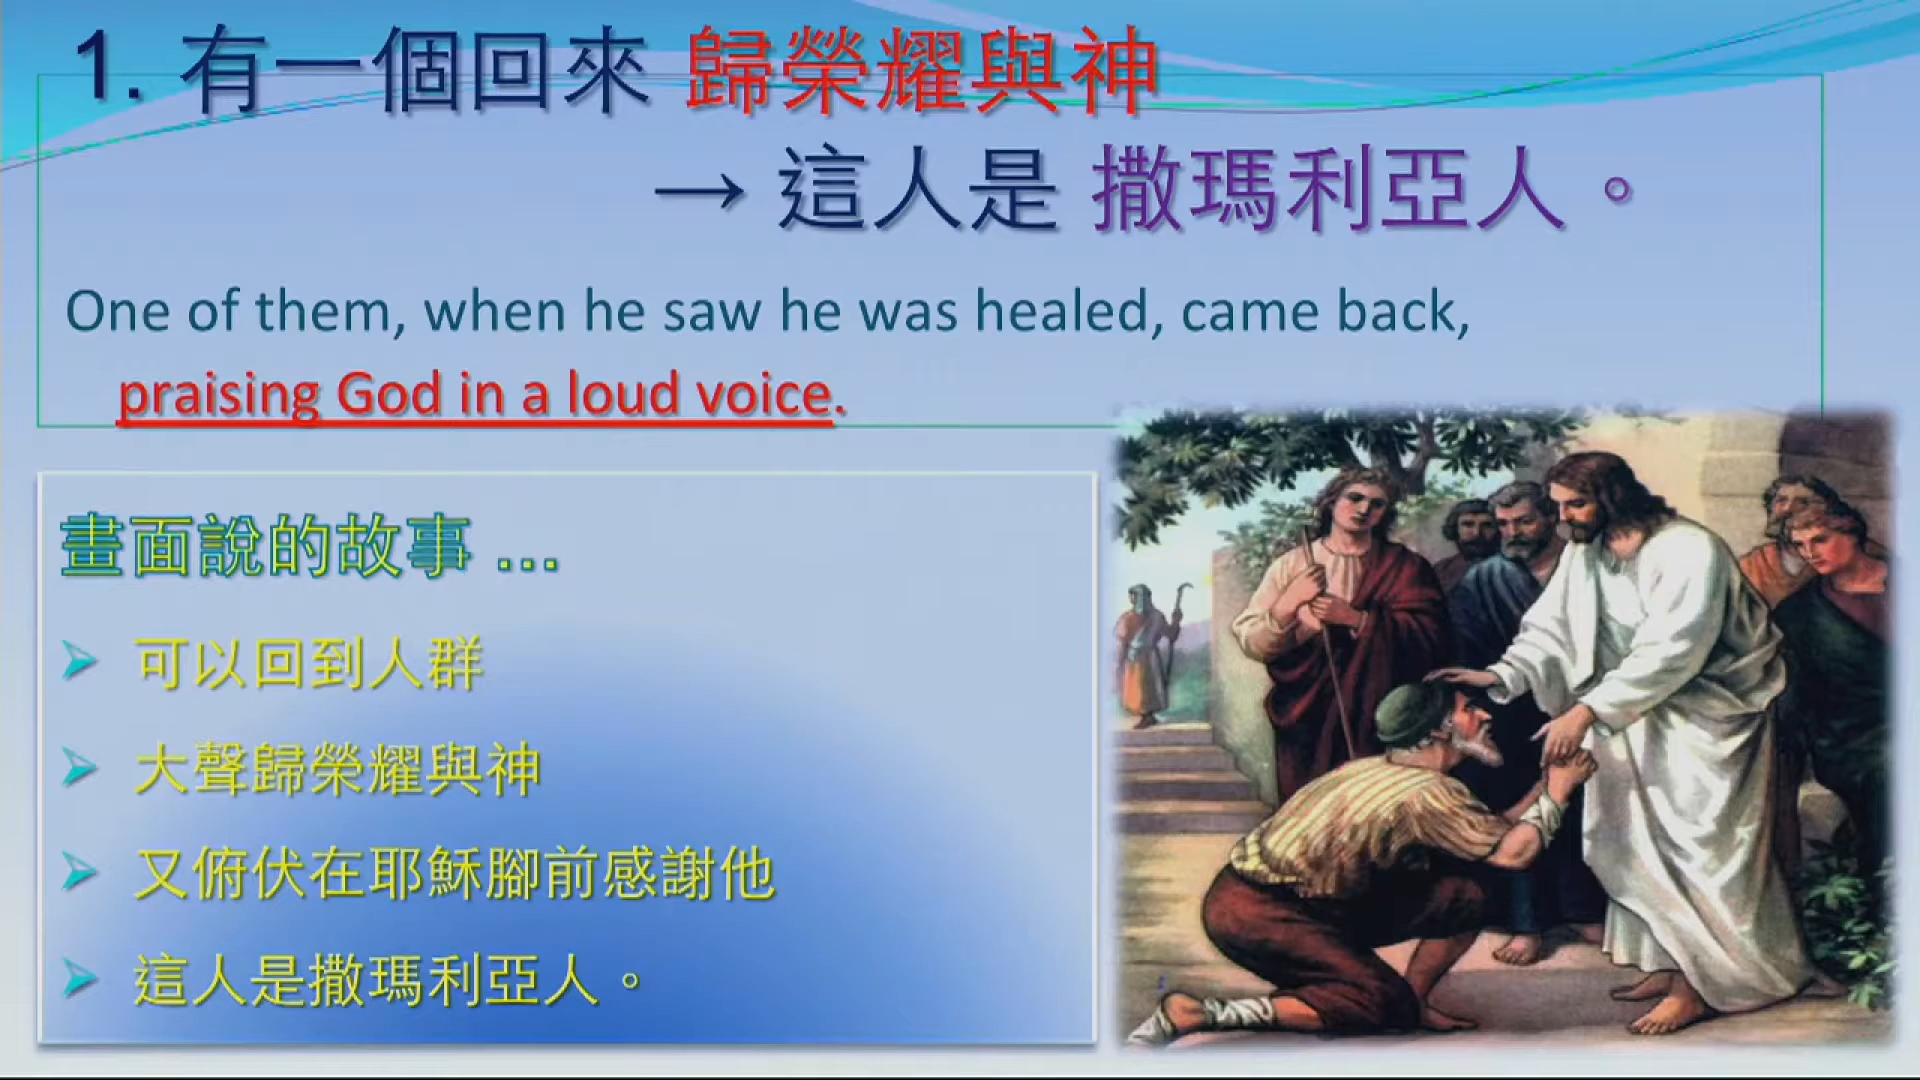 1. 有一個回來 歸榮耀與神
→ 這人是 撒瑪利亞人。
One of them, when he saw he was healed, came back,
praising God in a loud voice.
畫面說的故事 ...
➢ 可以回到人群
➢ 大聲歸榮耀與神
➢ 又俯伏在耶穌腳前感謝他
➢ 這人是撒瑪利亞人。